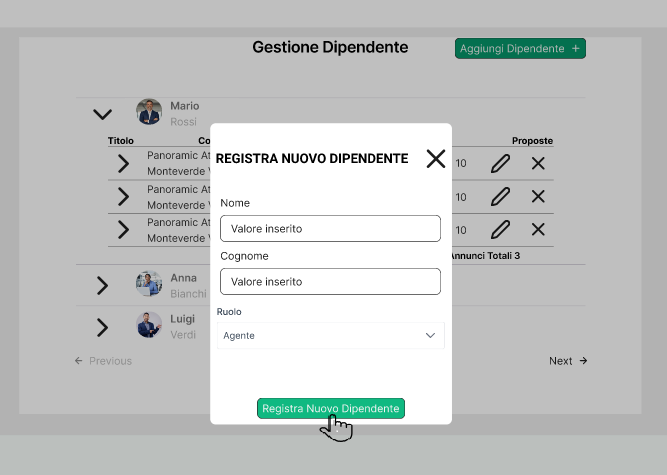 Gestione Dipendente
Aggiungi Dipendente +
Mario
Rossi
Titolo
Co
Proposte
Panoramic At
Monteverde V
10
Panoramic At
Monteverde V
10
Panoramic At
Monteverde V
10
Annunci Totali 3
Anna
Bianchi
Luigi
Verdi
← Previous
Next →
REGISTRA NUOVO DIPENDENTE
Nome
Valore inserito
Cognome
Valore inserito
Ruolo
Agente
Registra Nuovo Dipendente